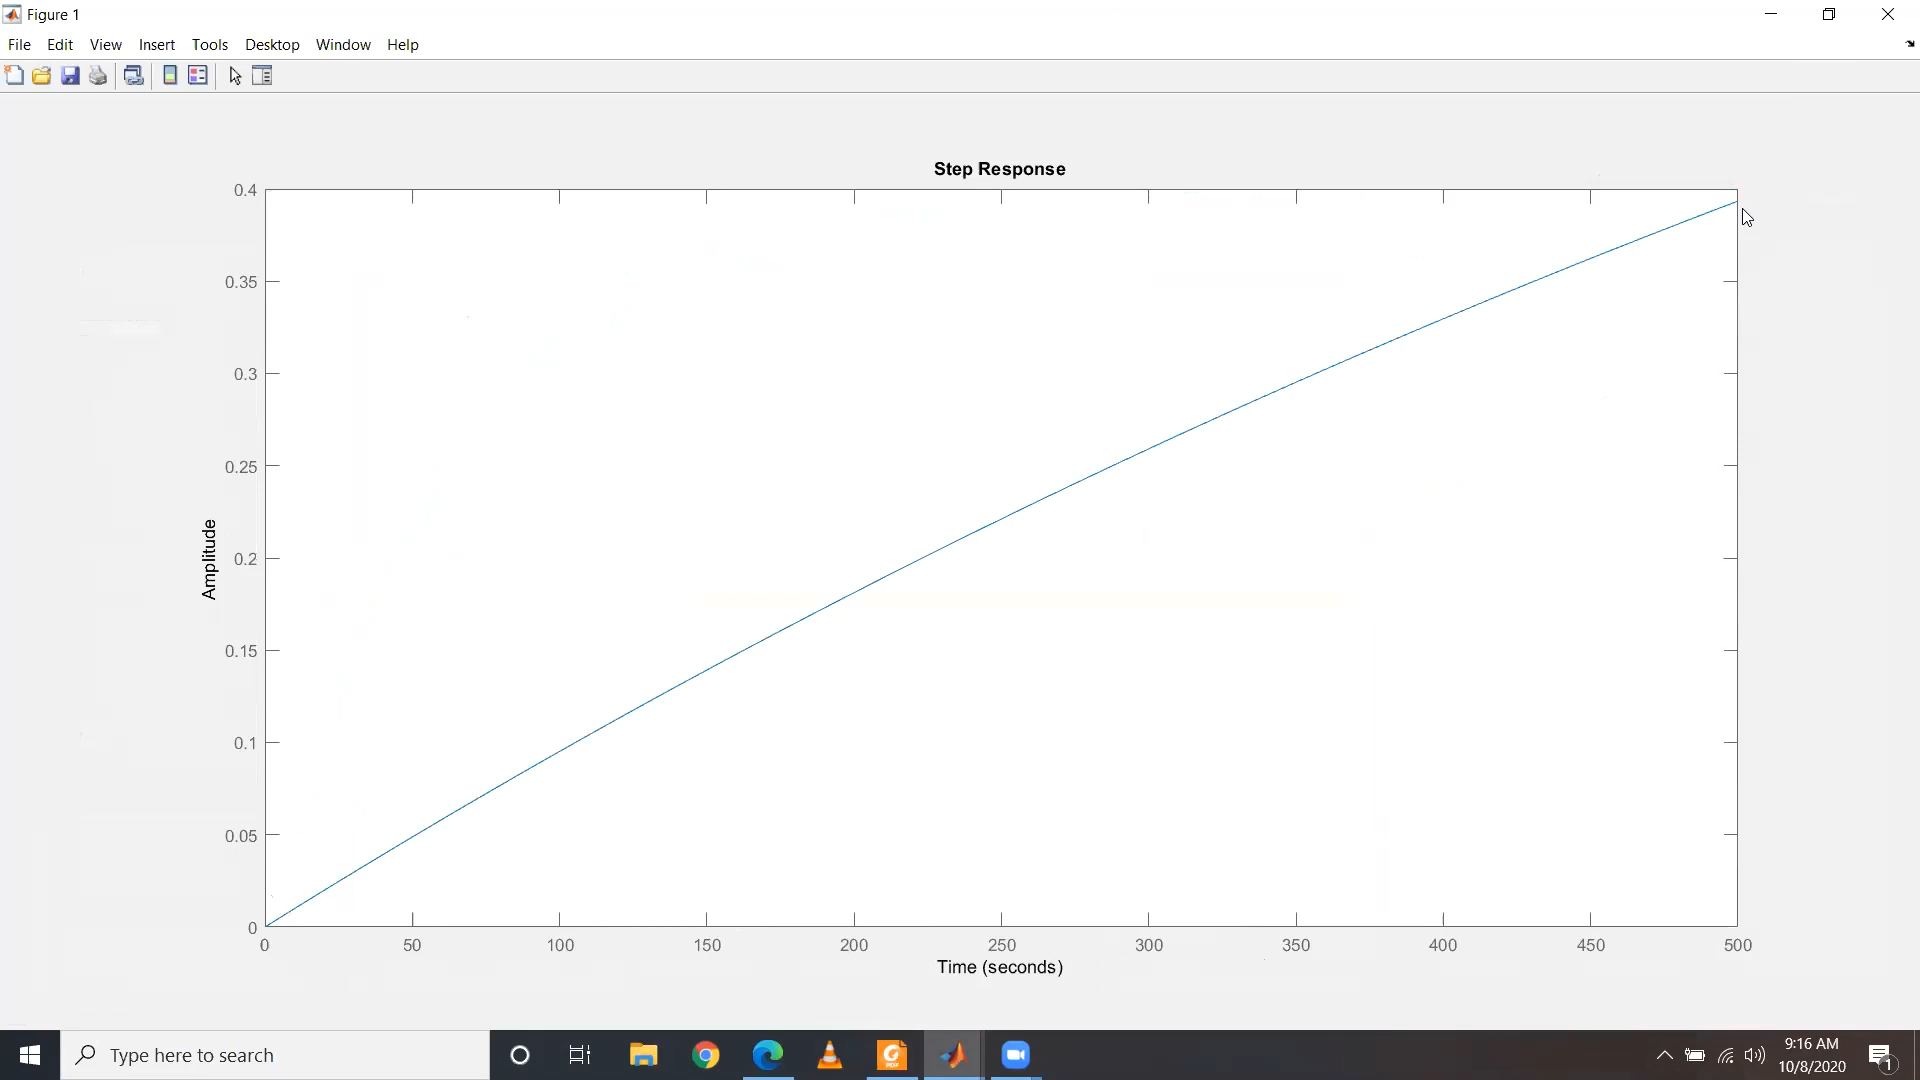 Figure 1
File Edit View Insert Tools Desktop Window Help
Step Response
0.4
0.35
0.3
0.25
0.2
0.15
0.1
0.05
0
Amplitude
0 50 100 150 200 250 300 350 400 450 500
Time (seconds)
Type here to search
PDF
9:16 AM
10/8/2020
1